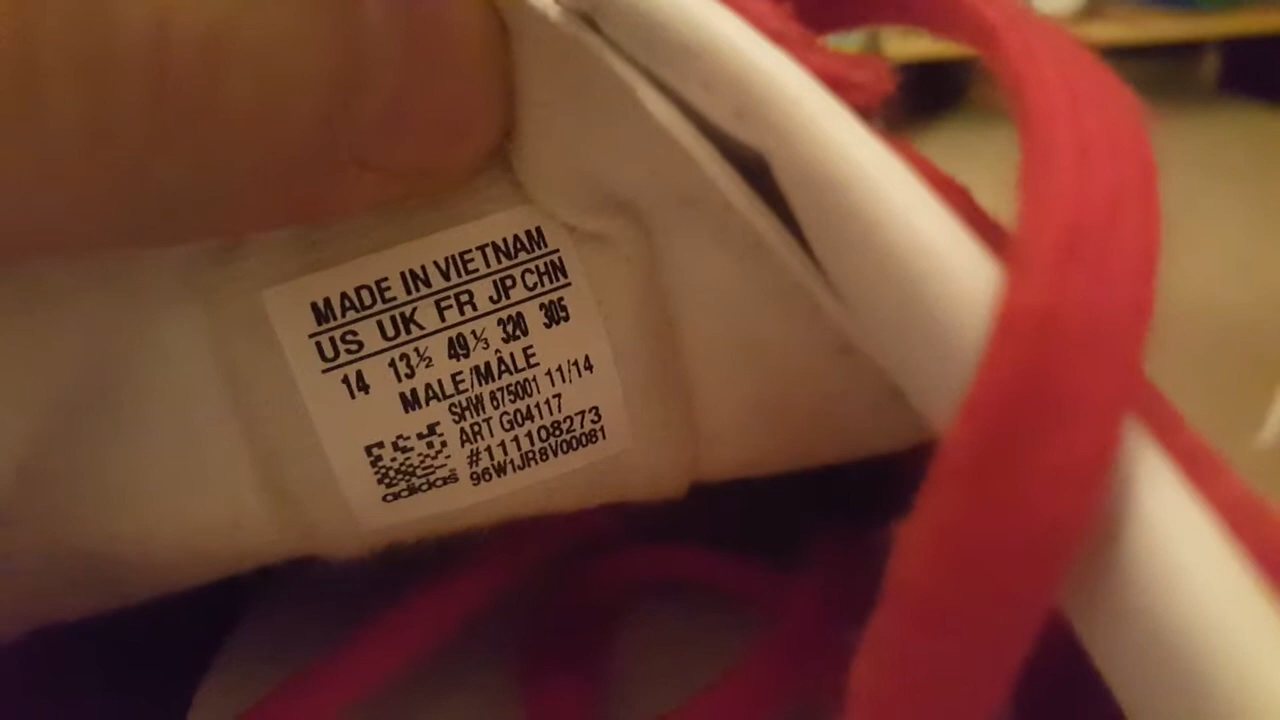 MADE IN VIETNAM
US UK FR JP CHN
14 13½ 49⅓ 320 305
MALE/MÂLE
SHW 675001 11/14
ART G04117
#111108273
96W1JR8V00081
adidas